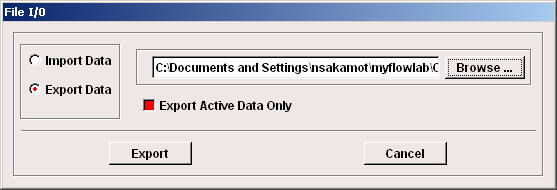 File I/O
Import Data
C:\Documents and Settings\nsakamot\myflowlab\C
Browse ...
Export Data
Export Active Data Only
Export
Cancel